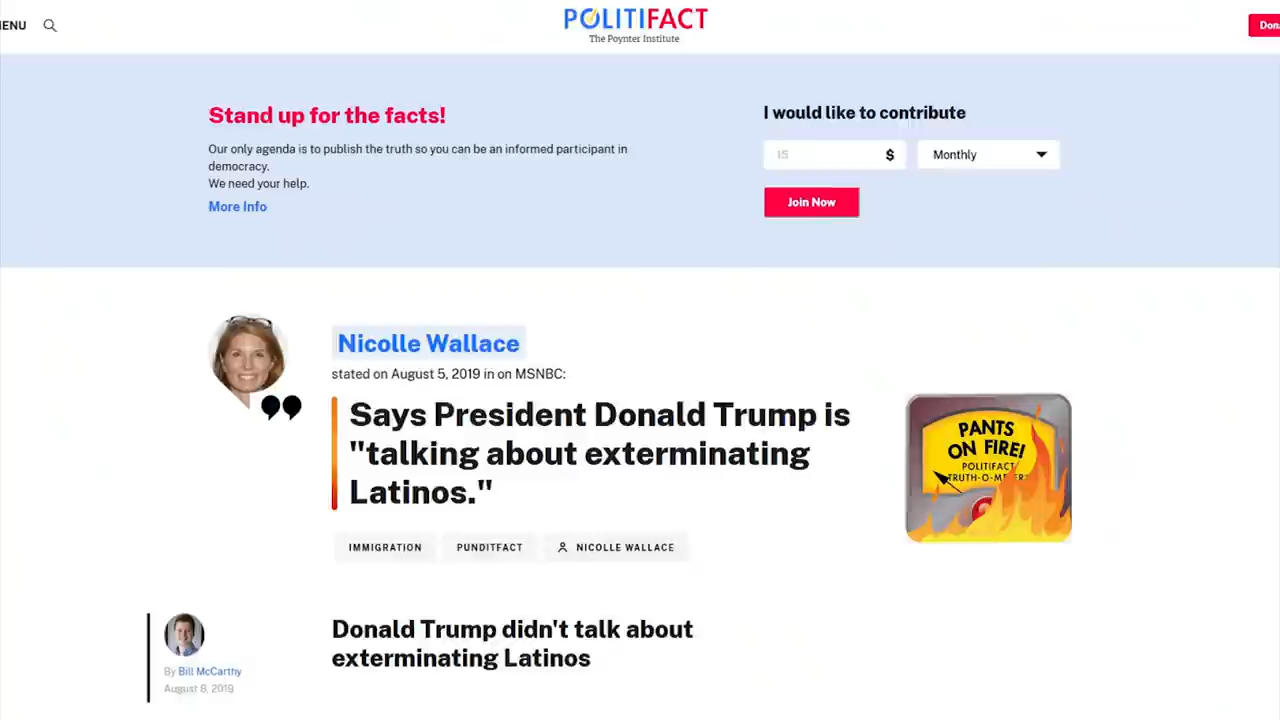 MENU
POLITIFACT
The Poynter Institute
Stand up for the facts!
Our only agenda is to publish the truth so you can be an informed participant in
democracy.
We need your help.
More Info
I would like to contribute
15 $ Monthly
Join Now
Nicolle Wallace
stated on August 5, 2019 in on MSNBC:
Says President Donald Trump is
"talking about exterminating
Latinos."
PANTS
ON FIRE!
POLITIFACT
IMMIGRATION PUNDITFACT NICOLLE WALLACE
Donald Trump didn't talk about
exterminating Latinos
By Bill McCarthy
August 8, 2019